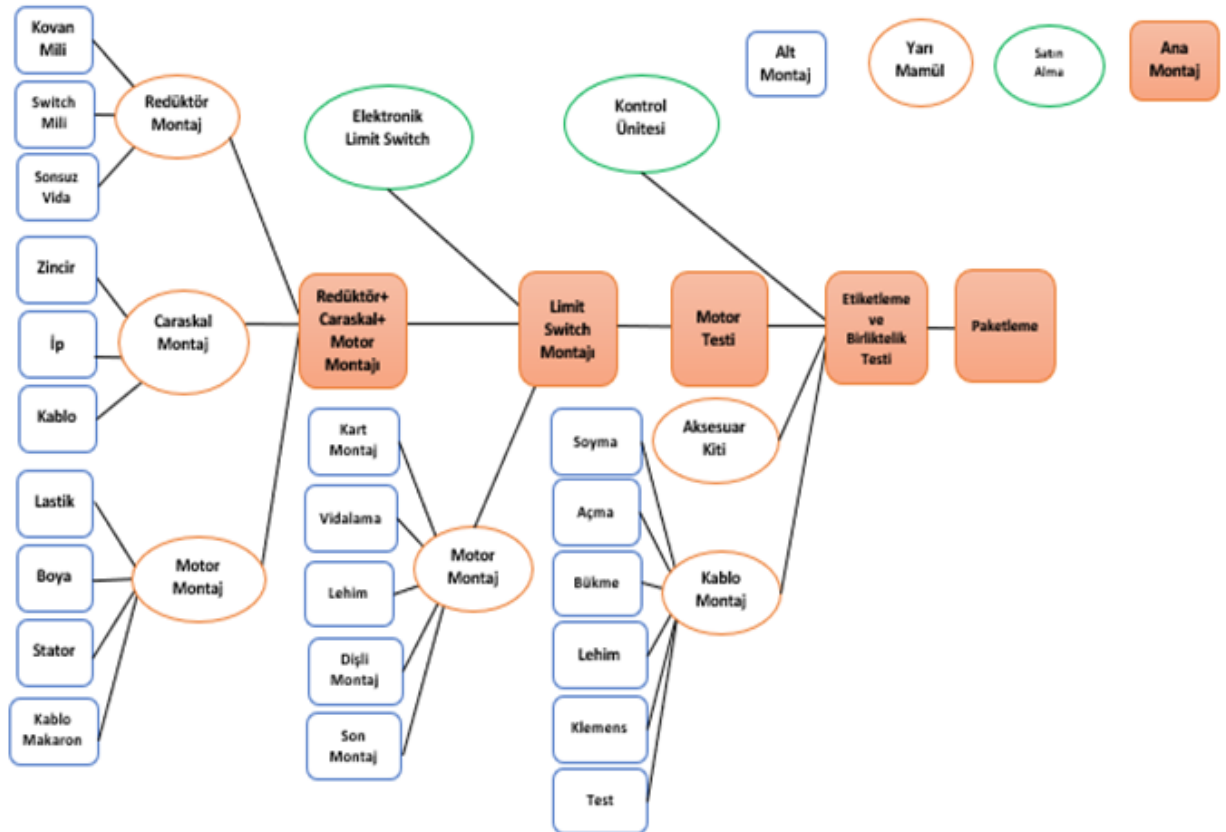 Kovan
Mili
Switch
Mili
Sonsuz
Vida
Redüktör
Montaj
Elektronik
Limit Switch
Kontrol
Ünitesi
Alt
Montaj
Yarı
Mamül
Satın
Alma
Ana
Montaj
Zincir
İp
Kablo
Caraskal
Montaj
Redüktör+
Caraskal+
Motor
Montajı
Limit
Switch
Montajı
Motor
Testi
Etiketleme
ve
Birliktelik
Testi
Paketleme
Lastik
Boya
Stator
Kablo
Makaron
Motor
Montaj
Kart
Montaj
Vidalama
Lehim
Dişli
Montaj
Son
Montaj
Motor
Montaj
Soyma
Açma
Bükme
Lehim
Klemens
Test
Aksesuar
Kiti
Kablo
Montaj